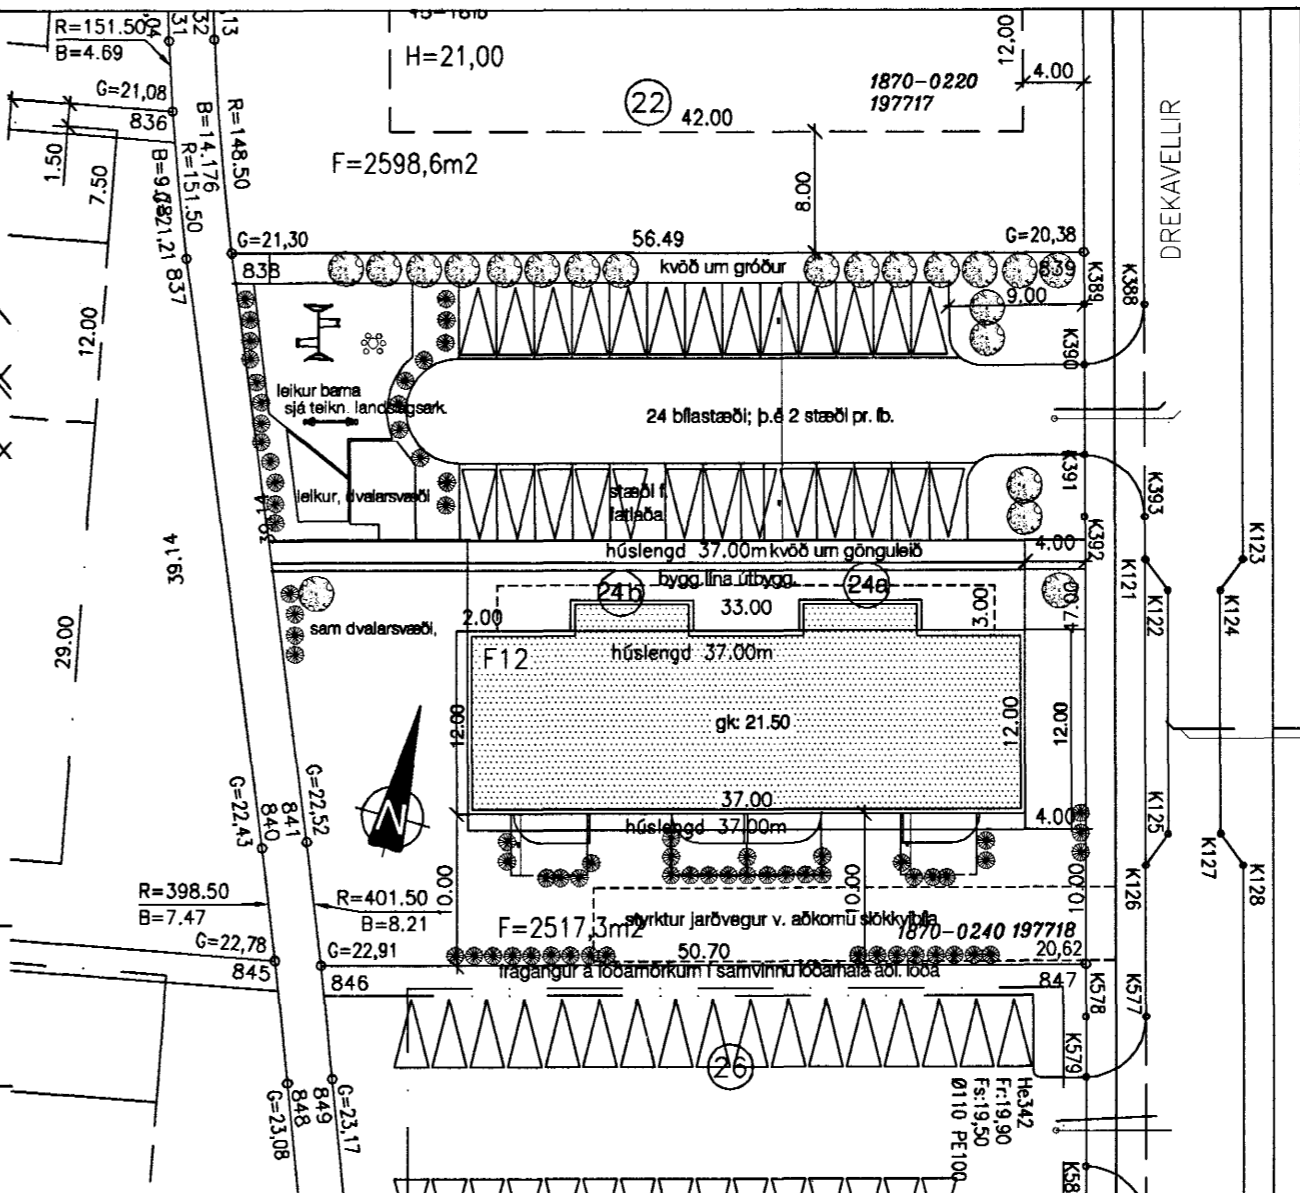 R=151.50
B=4.69
31
32
13
H=21,00
22
42.00
1870-0220
197717
12,00
4.00
DREKAVELLIR
G=21,08
836
1.50
7.50
B=14.176
R=148.50
R=151.50
837
F=2598,6m2
8.00
G=21,30
56.49
G=20,38
838
kvöð um gróður
839
9,00
K389
K388
K390
12.00
leikur barna
sjá teikn. landslagsark.
24 bílastæði; þ.e 2 stæði pr. íb.
leikur, dvalarsvæði
stæði f.
fatlaða
K391
K393
K392
39.14
húslengd 37.00m kvöð um gönguleið
4.00
bygg.lína útbygg.
24b
24a
33.00
3.00
2.00
K121
K122
K123
K124
29.00
sam dvalarsvæði,
F12
húslengd 37.00m
gk: 21.50
12.00
12.00
12.00
N
37.00
húslengd 37.00m
4.00
G=22,43
840
841
G=22,52
K125
K126
K127
K128
R=398.50
B=7.47
R=401.50
B=8.21
10.00
10.00
F=2517,3m2
styrktur jarðvegur v. aðkomu slökkvibíla
1870-0240 197718
G=22,78
845
G=22,91
846
50.70
20,62
frágangur á lóðamörkum í samvinnu lóðarhafa aðl. lóða
847
K578
K577
K579
26
He342
Fr:19,90
Fs:19,50
Ø110 PE100
G=23,08
848
849
G=23,17
K58